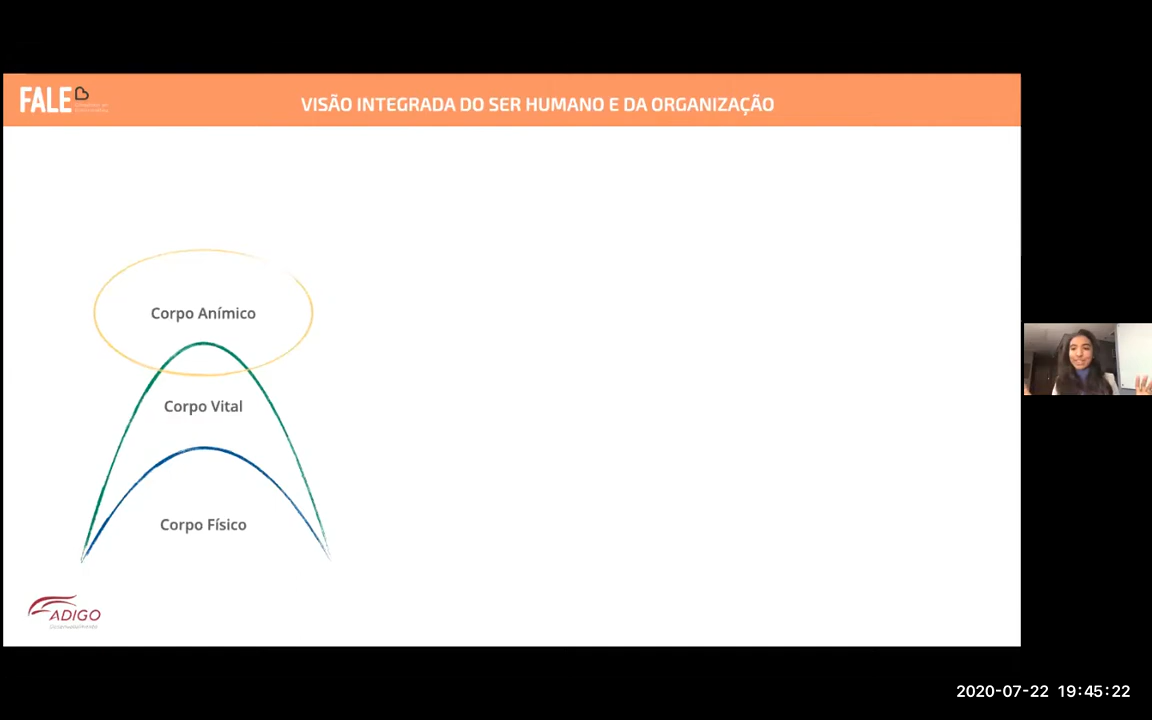 FALE
VISÃO INTEGRADA DO SER HUMANO E DA ORGANIZAÇÃO
Corpo Anímico
Corpo Vital
Corpo Físico
ADIGO
2020-07-22 19:45:22